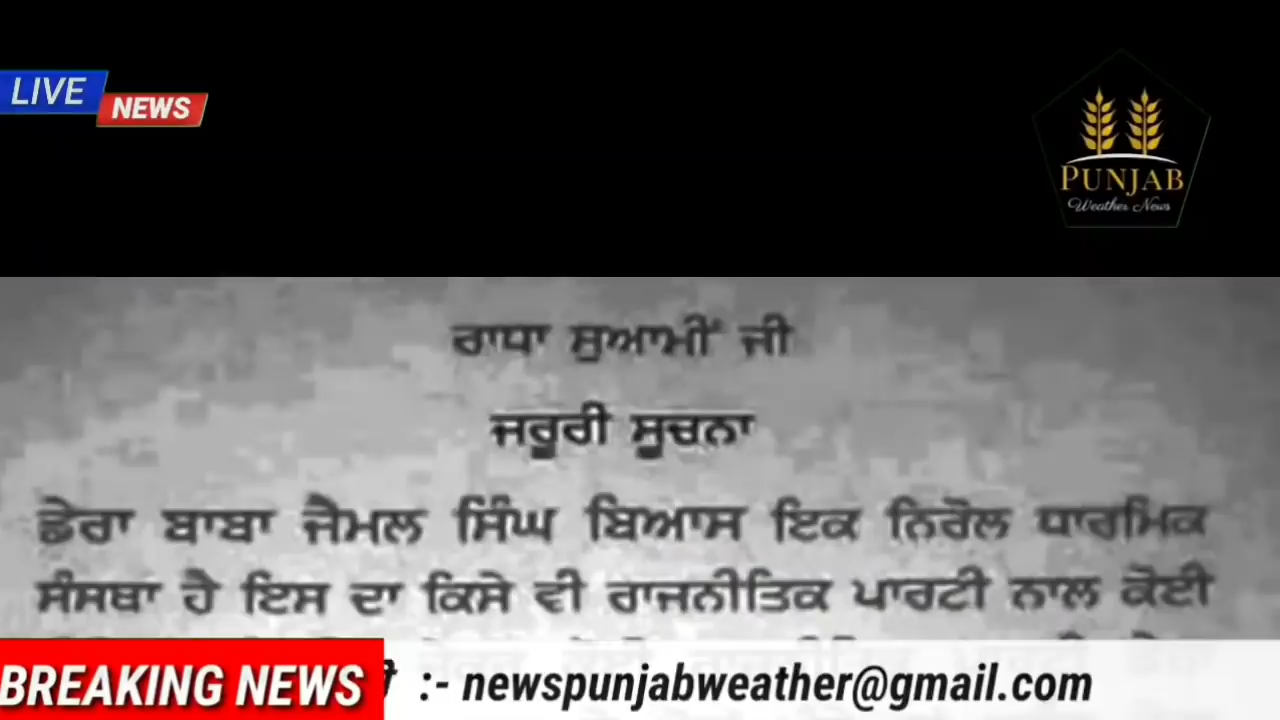 LIVE
NEWS
PUNJAB
Weather News
ਰਾਧਾ ਸੁਆਮੀਂ ਜੀ
ਜਰੂਰੀ ਸੂਚਨਾ
ਡੇਰਾ ਬਾਬਾ ਜੈਮਲ ਸਿੰਘ ਬਿਆਸ ਇਕ ਨਿਰੋਲ ਧਾਰਮਿਕ
ਸੰਸਥਾ ਹੈ ਇਸ ਦਾ ਕਿਸੇ ਵੀ ਰਾਜਨੀਤਿਕ ਪਾਰਟੀ ਨਾਲ ਕੋਈ
BREAKING NEWS :- newspunjabweather@gmail.com